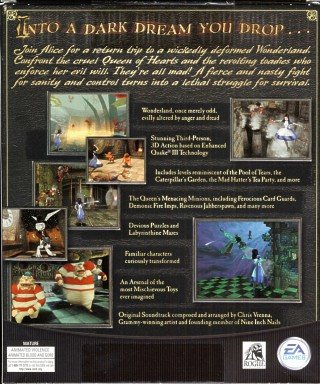 INTO A DARK DREAM YOU DROP . . .
Join Alice for a return trip to a wickedly deformed Wonderland.
Confront the cruel Queen of Hearts and the revolting toadies who
enforce her evil will. They're all mad! A fierce and nasty fight
for sanity and control turns into a lethal struggle for survival.
Wonderland, once merely odd,
evilly altered by anger and dread
Stunning Third-Person,
3D Action based on Enhanced
Quake® III Technology
Includes levels reminiscent of the Pool of Tears, the
Caterpillar's Garden, the Mad Hatter's Tea Party, and more
The Queen's Menacing Minions, including Ferocious Card Guards,
Demonic Fire Imps, Ravenous Jabberspawn, and many more
Devious Puzzles and
Labyrinthine Mazes
Familiar characters
curiously transformed
An Arsenal of the
most Mischievous Toys
ever imagined
Original Soundtrack composed and arranged by Chris Vrenna,
Grammy-winning artist and founding member of Nine Inch Nails
MATURE
ANIMATED VIOLENCE
ANIMATED BLOOD AND GORE
ROGUE
EA
GAMES